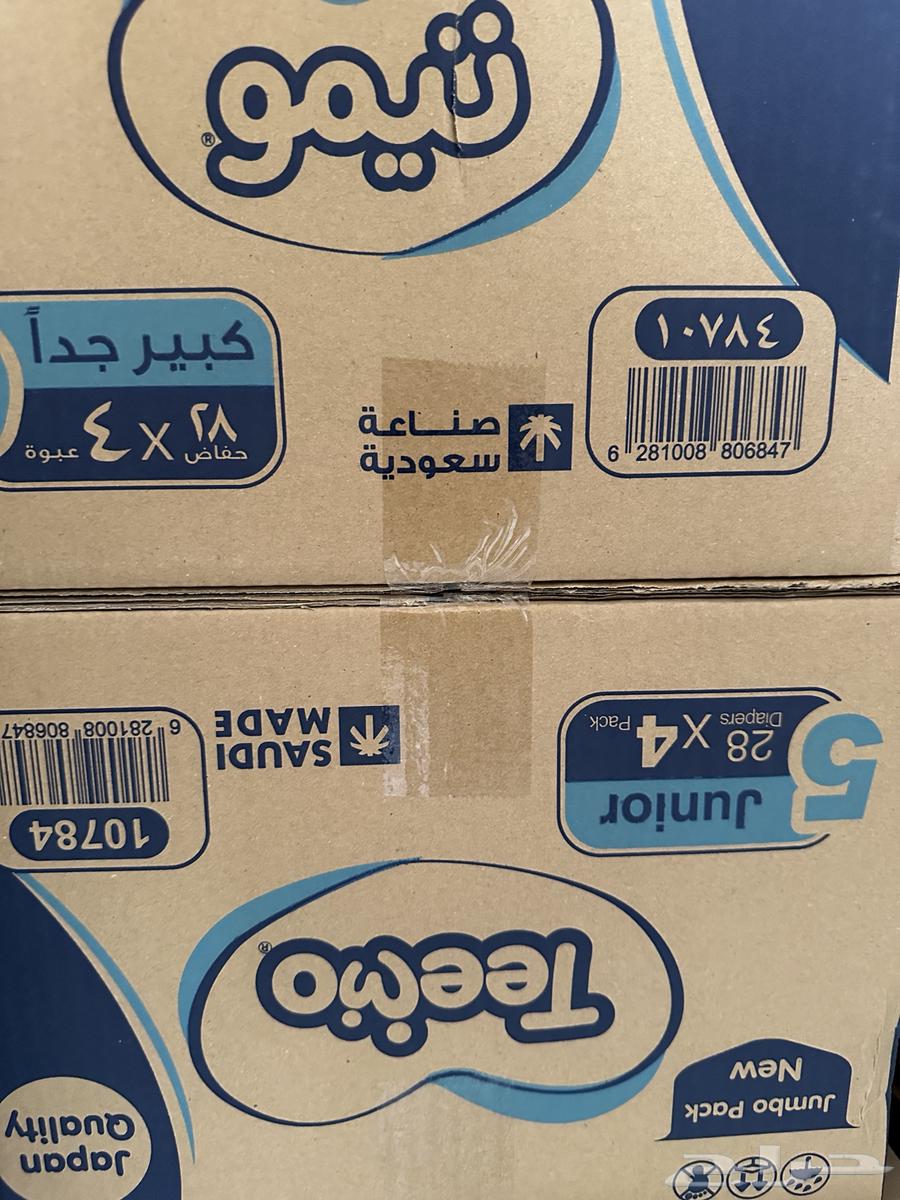 تيمو
®
كبير جداً
٢٨ X ٤
حفاض عبوة
صناعة
سعودية
١٠٧٨٤
6 281008 806847
5
Junior
28 X 4
Diapers Pack
SAUDI
MADE
10784
6 281008 806847
Teemo
®
New
Jumbo Pack
Japan
Quality
حراج